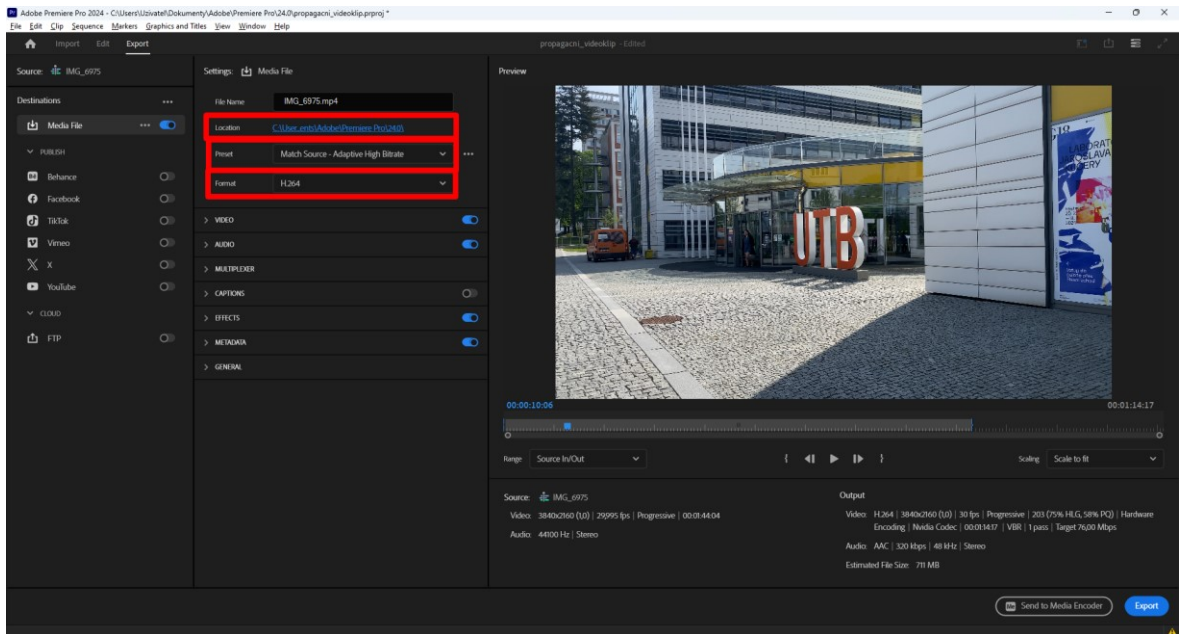 Adobe Premiere Pro 2024 - C:\Users\Uzivatel\Dokumenty\Adobe\Premiere Pro\24.0\propagacni_videoklip.prproj *
File Edit Clip Sequence Markers Graphics and Titles View Window Help
Import Edit Export
propagacni_videoklip - Edited
Source: IMG_6975
Destinations
Media File
PUBLISH
Behance
Facebook
TikTok
Vimeo
X
YouTube
CLOUD
FTP
Settings: Media File
File Name IMG_6975.mp4
Location C:\User...ents\Adobe\Premiere Pro\24.0\
Preset Match Source - Adaptive High Bitrate
Format H.264
VIDEO
AUDIO
MULTIPLEXER
CAPTIONS
EFFECTS
METADATA
GENERAL
Preview
UTB
00:00:10:06
00:01:14:17
Range: Source In/Out
Scaling: Scale to fit
Source: IMG_6975
Video: 3840x2160 (1,0) | 29,995 fps | Progressive | 00:01:44:04
Audio: 44100 Hz | Stereo
Output
Video: H.264 | 3840x2160 (1,0) | 30 fps | Progressive | 203 (75% HLG, 58% PQ) | Hardware
Encoding | Nvidia Codec | 00:01:14:17 | VBR | 1 pass | Target 76,00 Mbps
Audio: AAC | 320 kbps | 48 kHz | Stereo
Estimated File Size: 711 MB
Send to Media Encoder
Export